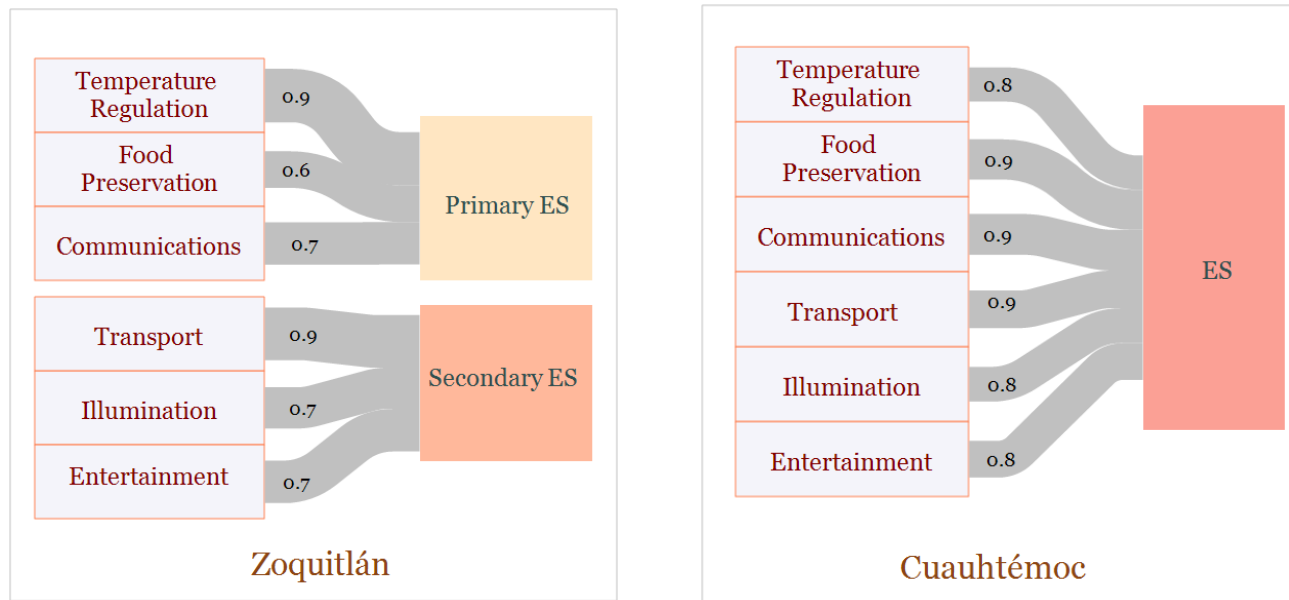 Temperature
Regulation
0.9
Food
Preservation
0.6
Communications
0.7
Primary ES
Transport
0.9
Illumination
0.7
Entertainment
0.7
Secondary ES
Zoquitlán
Temperature
Regulation
0.8
Food
Preservation
0.9
Communications
0.9
Transport
0.9
Illumination
0.8
Entertainment
0.8
ES
Cuauhtémoc